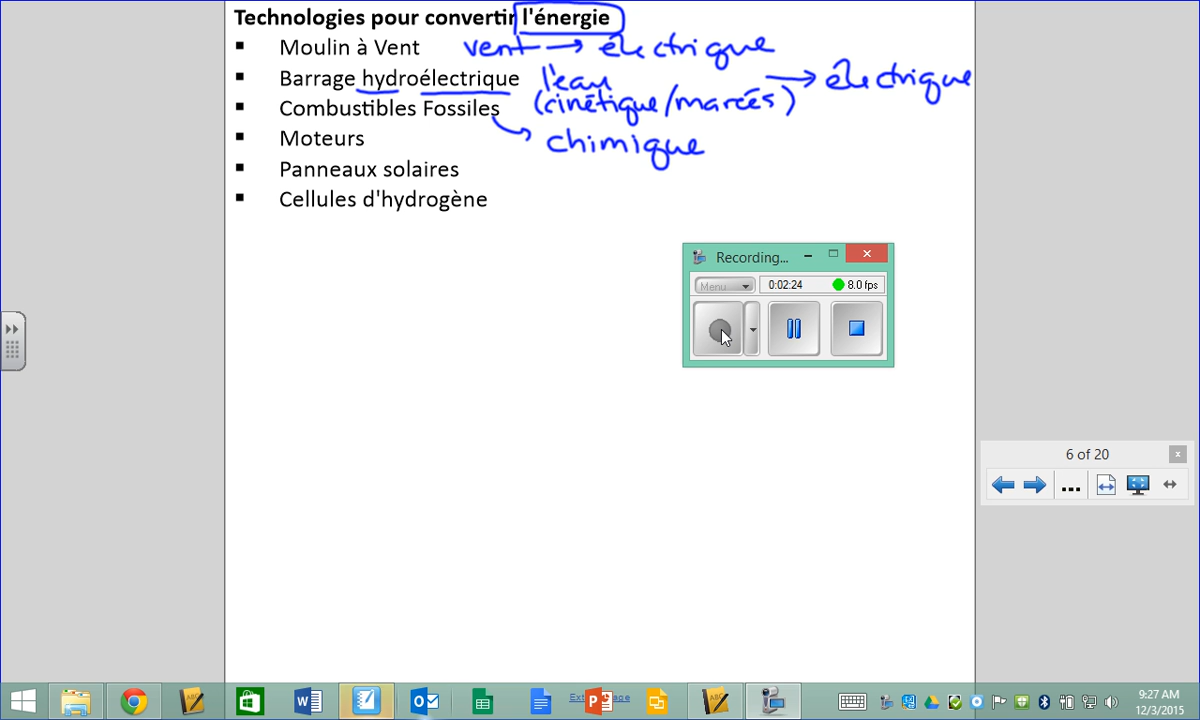 Technologies pour convertir l'énergie
▪ Moulin à Vent vent → électrique
▪ Barrage hydroélectrique l'eau → électrique
▪ Combustibles Fossiles (cinétique/marées)
→ chimique
▪ Moteurs
▪ Panneaux solaires
▪ Cellules d'hydrogène
Recording...
Menu 0:02:24 8.0 fps
6 of 20
...
9:27 AM
12/3/2015